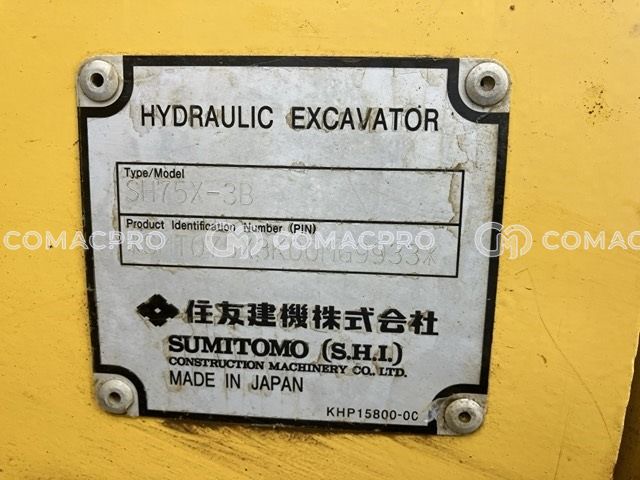 HYDRAULIC EXCAVATOR
Type/Model
SH75X-3B
Product Identification Number (PIN)
COMACPRO COMACPRO COMACPRO
住友建機株式会社
SUMITOMO (S.H.I.)
CONSTRUCTION MACHINERY CO., LTD.
MADE IN JAPAN
KHP15800-0C